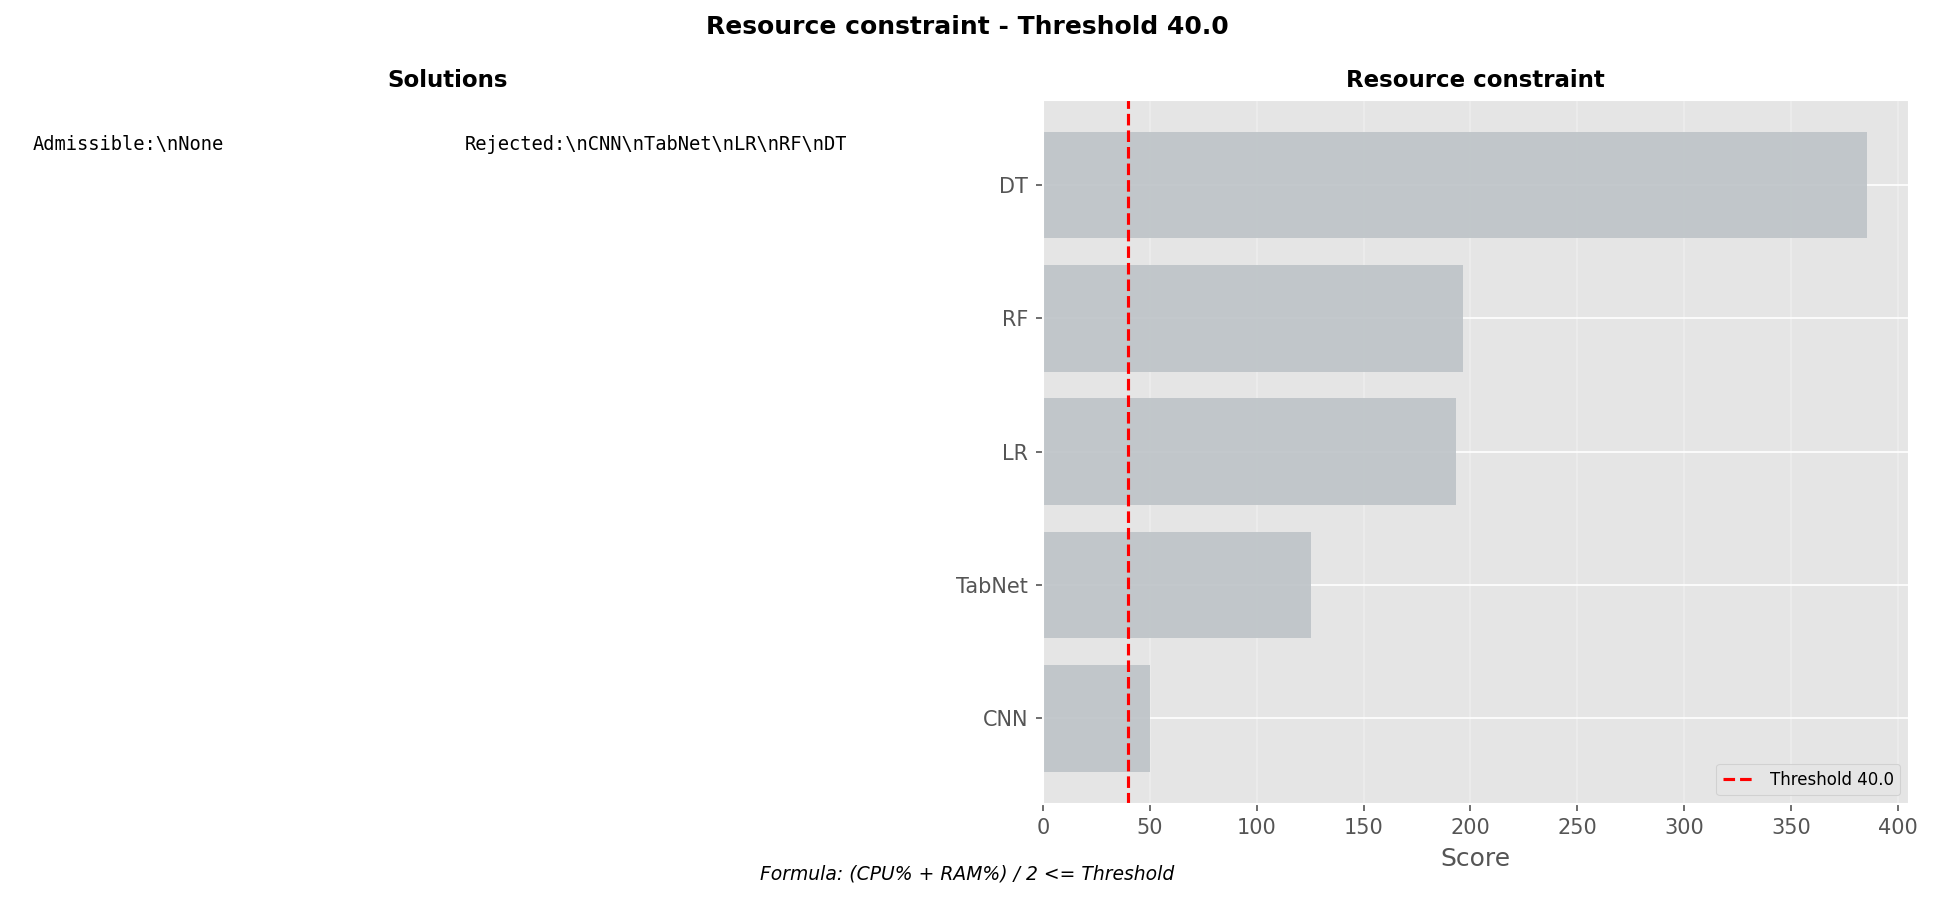 Resource constraint - Threshold 40.0
Solutions
Admissible:\nNone
Rejected:\nCNN\nTabNet\nLR\nRF\nDT
Resource constraint
DT
RF
LR
TabNet
CNN
Threshold 40.0
0 50 100 150 200 250 300 350 400
Score
Formula: (CPU% + RAM%) / 2 <= Threshold